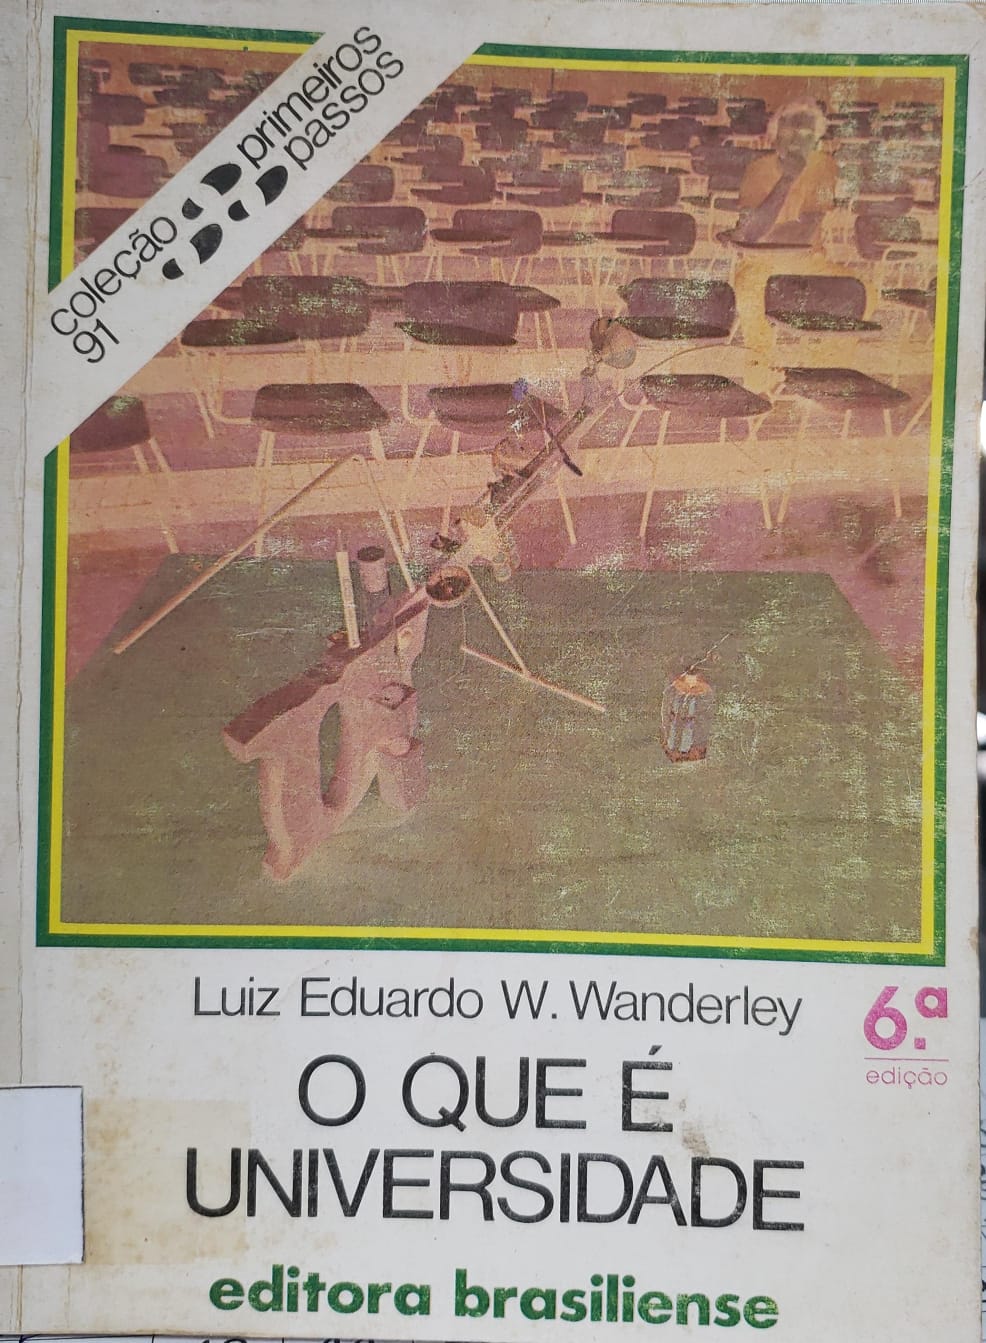 coleção primeiros
91 passos
Luiz Eduardo W. Wanderley
6.ª
edição
O QUE É
UNIVERSIDADE
editora brasiliense